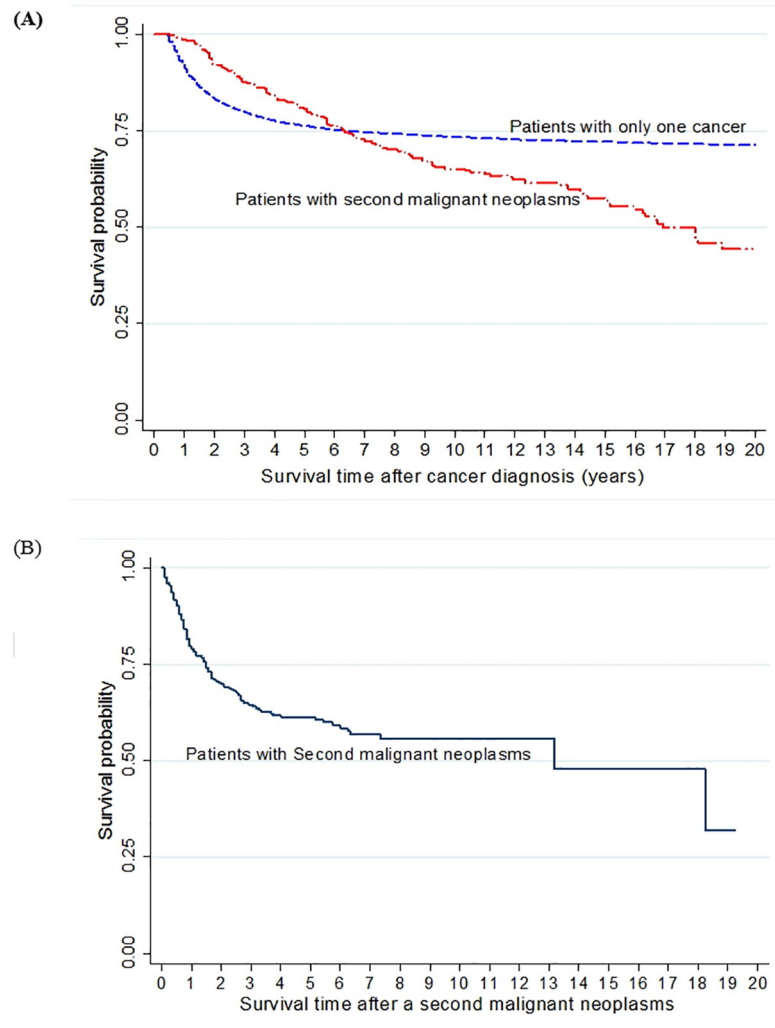 (A)
1.00
0.75
0.50
0.25
0.00
Survival probability
Patients with only one cancer
Patients with second malignant neoplasms
0 1 2 3 4 5 6 7 8 9 10 11 12 13 14 15 16 17 18 19 20
Survival time after cancer diagnosis (years)
(B)
1.00
0.75
0.50
0.25
0.00
Survival probability
Patients with Second malignant neoplasms
0 1 2 3 4 5 6 7 8 9 10 11 12 13 14 15 16 17 18 19 20
Survival time after a second malignant neoplasms